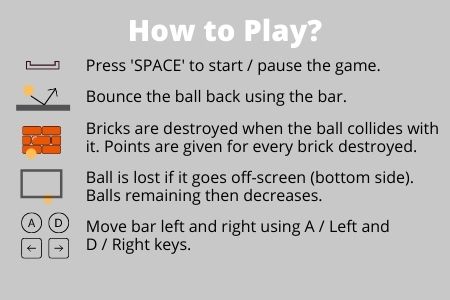 How to Play?
Press 'SPACE' to start / pause the game.
Bounce the ball back using the bar.
Bricks are destroyed when the ball collides with
it. Points are given for every brick destroyed.
Ball is lost if it goes off-screen (bottom side).
Balls remaining then decreases.
A D
Move bar left and right using A / Left and
D / Right keys.